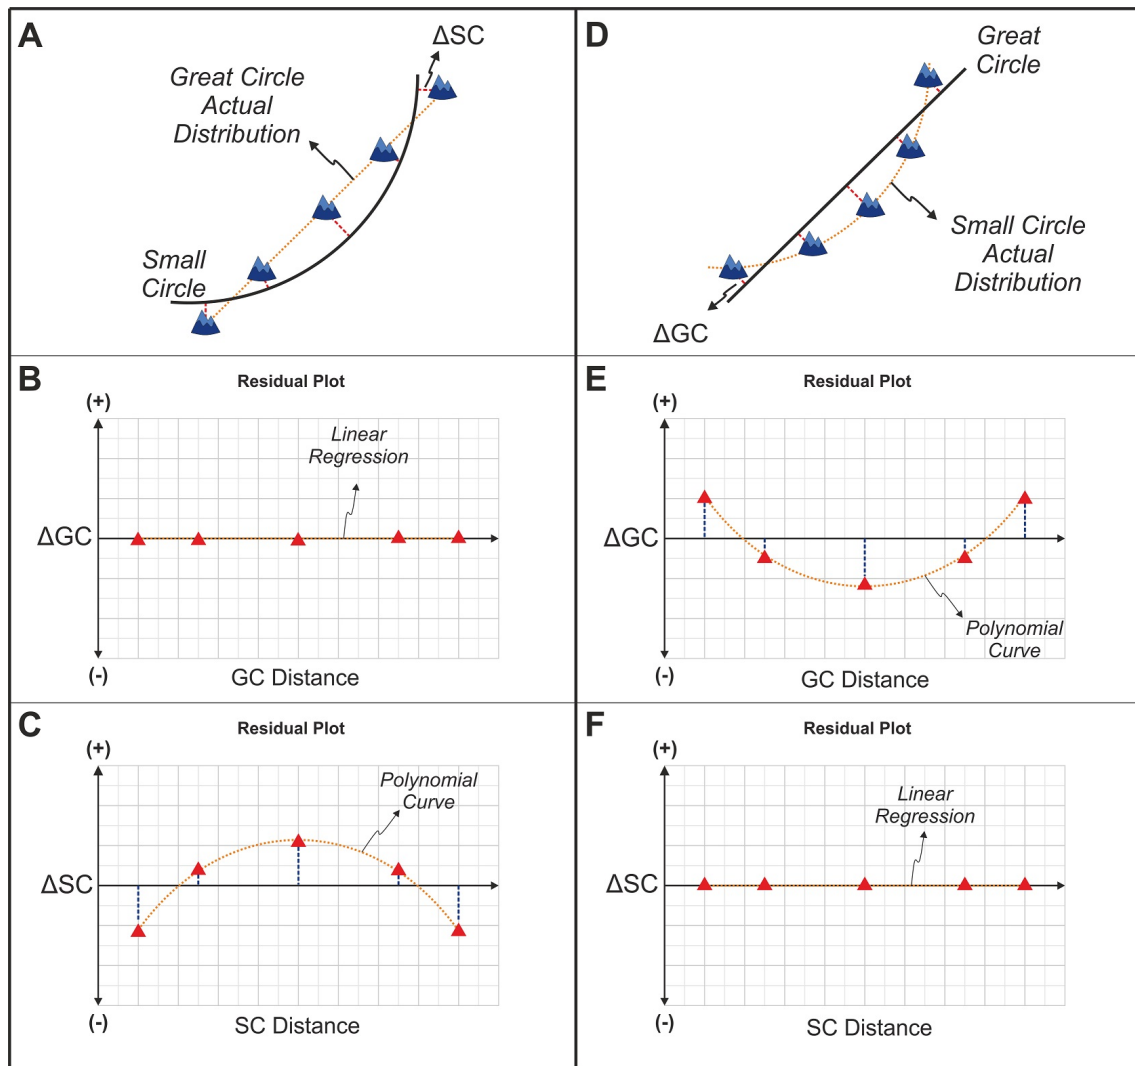 A
ΔSC
Great Circle
Actual
Distribution
Small
Circle
D
Great
Circle
Small Circle
Actual
Distribution
ΔGC
B
Residual Plot
(+)
Linear
Regression
ΔGC
(-)
GC Distance
E
Residual Plot
(+)
ΔGC
Polynomial
Curve
(-)
GC Distance
C
Residual Plot
(+)
Polynomial
Curve
ΔSC
(-)
SC Distance
F
Residual Plot
(+)
Linear
Regression
ΔSC
(-)
SC Distance